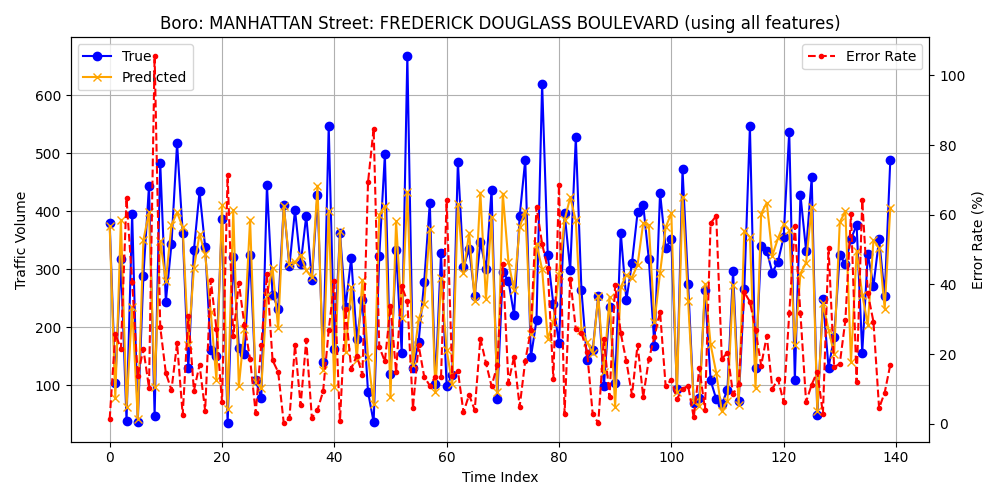 Boro: MANHATTAN Street: FREDERICK DOUGLASS BOULEVARD (using all features)
True
Predicted
Error Rate
Traffic Volume
600
500
400
300
200
100
100
80
60
40
20
0
Error Rate (%)
0 20 40 60 80 100 120 140
Time Index